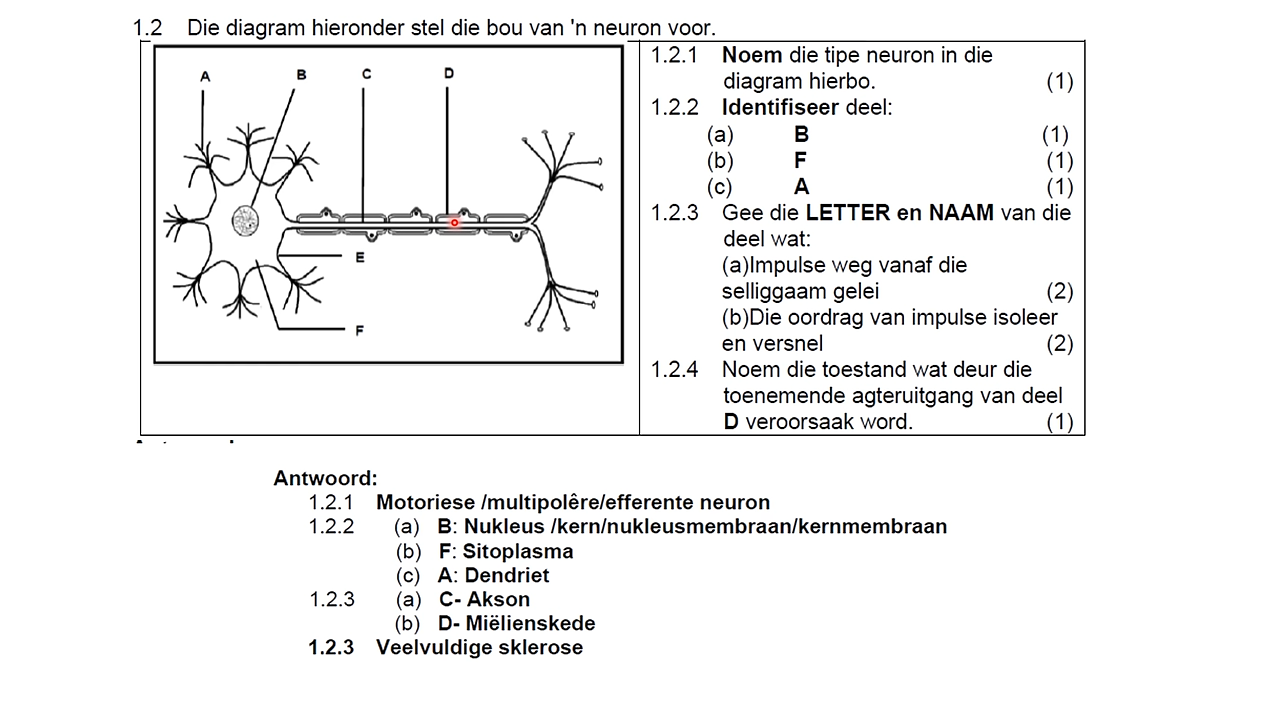 1.2 Die diagram hieronder stel die bou van 'n neuron voor.
A B C D
E
F
1.2.1 Noem die tipe neuron in die
diagram hierbo. (1)
1.2.2 Identifiseer deel:
(a) B (1)
(b) F (1)
(c) A (1)
1.2.3 Gee die LETTER en NAAM van die
deel wat:
(a)Impulse weg vanaf die
selliggaam gelei (2)
(b)Die oordrag van impulse isoleer
en versnel (2)
1.2.4 Noem die toestand wat deur die
toenemende agteruitgang van deel
D veroorsaak word. (1)
Antwoord:
1.2.1 Motoriese /multipolêre/efferente neuron
1.2.2 (a) B: Nukleus /kern/nukleusmembraan/kernmembraan
(b) F: Sitoplasma
(c) A: Dendriet
1.2.3 (a) C- Akson
(b) D- Miëlienskede
1.2.3 Veelvuldige sklerose